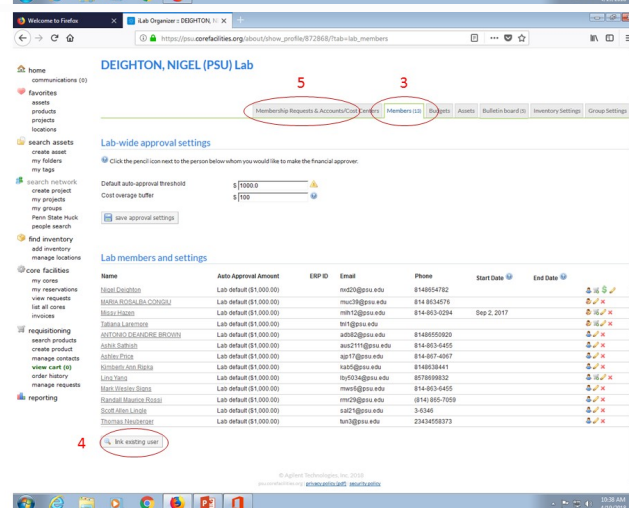 Welcome to Firefox
iLab Organizer :: DEIGHTON, N
https://psu.corefacilities.org/about/show_profile/872868/?tab=lab_members
home
communications (0)
favorites
assets
products
projects
locations
search assets
create asset
my folders
my tags
search network
create project
my projects
my groups
Penn State Huck
people search
find inventory
add inventory
manage locations
core facilities
my cores
my reservations
view requests
list all cores
invoices
requisitioning
search products
create product
manage contacts
view cart (0)
order history
manage requests
reporting
DEIGHTON, NIGEL (PSU) Lab
5
3
Membership Requests & Accounts/Cost Centers
Members (13)
Budgets
Assets
Bulletin board (5)
Inventory Settings
Group Settings
Lab-wide approval settings
Click the pencil icon next to the person below whom you would like to make the financial approver.
Default auto-approval threshold $ 1000.0
Cost overage buffer $ 100
save approval settings
Lab members and settings
Name Auto Approval Amount ERP ID Email Phone Start Date End Date
Nigel Deighton Lab default ($1,000.00) nxd20@psu.edu 8148654782
MARIA ROSALBA CONGIU Lab default ($1,000.00) muc39@psu.edu 814 8634576
Missy Hazen Lab default ($1,000.00) mih12@psu.edu 814-863-0294 Sep 2, 2017
Tatiana Laremore Lab default ($1,000.00) tnl1@psu.edu
ANTONIO DEANDRE BROWN Lab default ($1,000.00) adb82@psu.edu 81486550920
Ashik Sathish Lab default ($1,000.00) aus2111@psu.edu 814-863-6455
Ashley Price Lab default ($1,000.00) ajp17@psu.edu 814-867-4067
Kimberly Ann Ripka Lab default ($1,000.00) kab5@psu.edu 8148638441
Ling Yang Lab default ($1,000.00) lby5034@psu.edu 8578699832
Mark Wesley Signs Lab default ($1,000.00) mws6@psu.edu 814-863-6455
Randall Maurice Rossi Lab default ($1,000.00) rmr29@psu.edu (814) 865-7059
Scott Allen Lingle Lab default ($1,000.00) sal21@psu.edu 3-6346
Thomas Neuberger Lab default ($1,000.00) tun3@psu.edu 23434558373
4
link existing user
© Agilent Technologies, Inc. 2018
privacy policy (pdf) security policy
10:38 AM